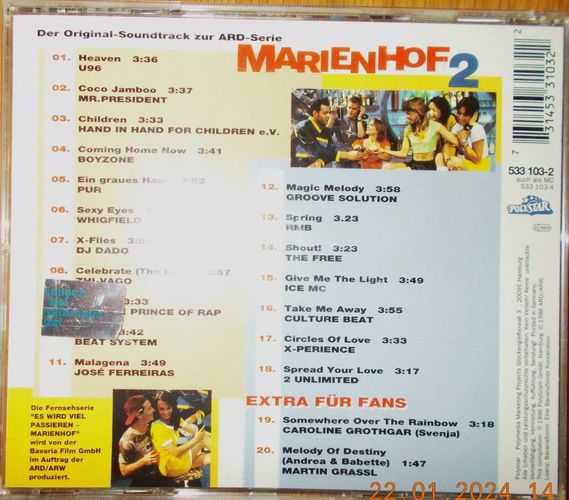 Der Original-Soundtrack zur ARD-Serie
MARIENHOF 2
01. Heaven 3:36
U96
02. Coco Jamboo 3:37
MR.PRESIDENT
03. Children 3:33
HAND IN HAND FOR CHILDREN e.V.
04. Coming Home Now 3:41
BOYZONE
05. Ein graues Haar 3:52
PUR
06. Sexy Eyes
WHIGFIELD
07. X-Files
DJ DADO
08. Celebrate (The 3:57
3:33
PRINCE OF RAP
3:42
BEAT SYSTEM
11. Malagena 3:49
JOSÉ FERREIRAS
12. Magic Melody 3:58
GROOVE SOLUTION
13. Spring 3.23
RMB
14. Shout! 3:23
THE FREE
15. Give Me The Light 3:49
ICE MC
16. Take Me Away 3:55
CULTURE BEAT
17. Circles Of Love 3:33
X-PERIENCE
18. Spread Your Love 3:17
2 UNLIMITED
EXTRA FÜR FANS
19. Somewhere Over The Rainbow 3:18
CAROLINE GROTHGAR (Svenja)
20. Melody Of Destiny
(Andrea & Babette) 1:47
MARTIN GRASSL
Die Fernsehserie
"ES WIRD VIEL
PASSIEREN –
MARIENHOF"
wird von der
Bavaria Film GmbH
im Auftrag der
ARD/ARW
produziert.
7 31453 31032 2
533 103-2
auch als MC
533 103-4
POLYSTAR
22.01.2024 14